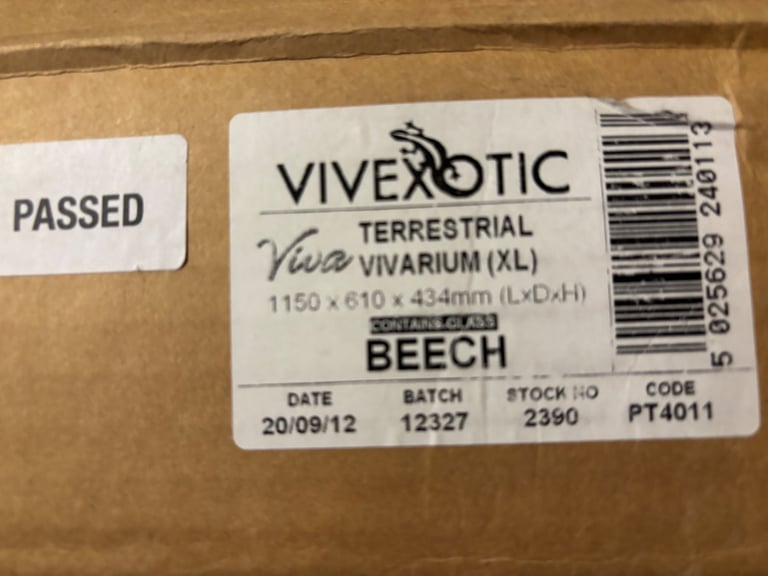 PASSED
VIVEXOTIC
Viva TERRESTRIAL
VIVARIUM (XL)
1150 x 610 x 434mm (LxDxH)
CONTAINS GLASS
BEECH
DATE BATCH STOCK NO CODE
20/09/12 12327 2390 PT4011
5 025629 240113